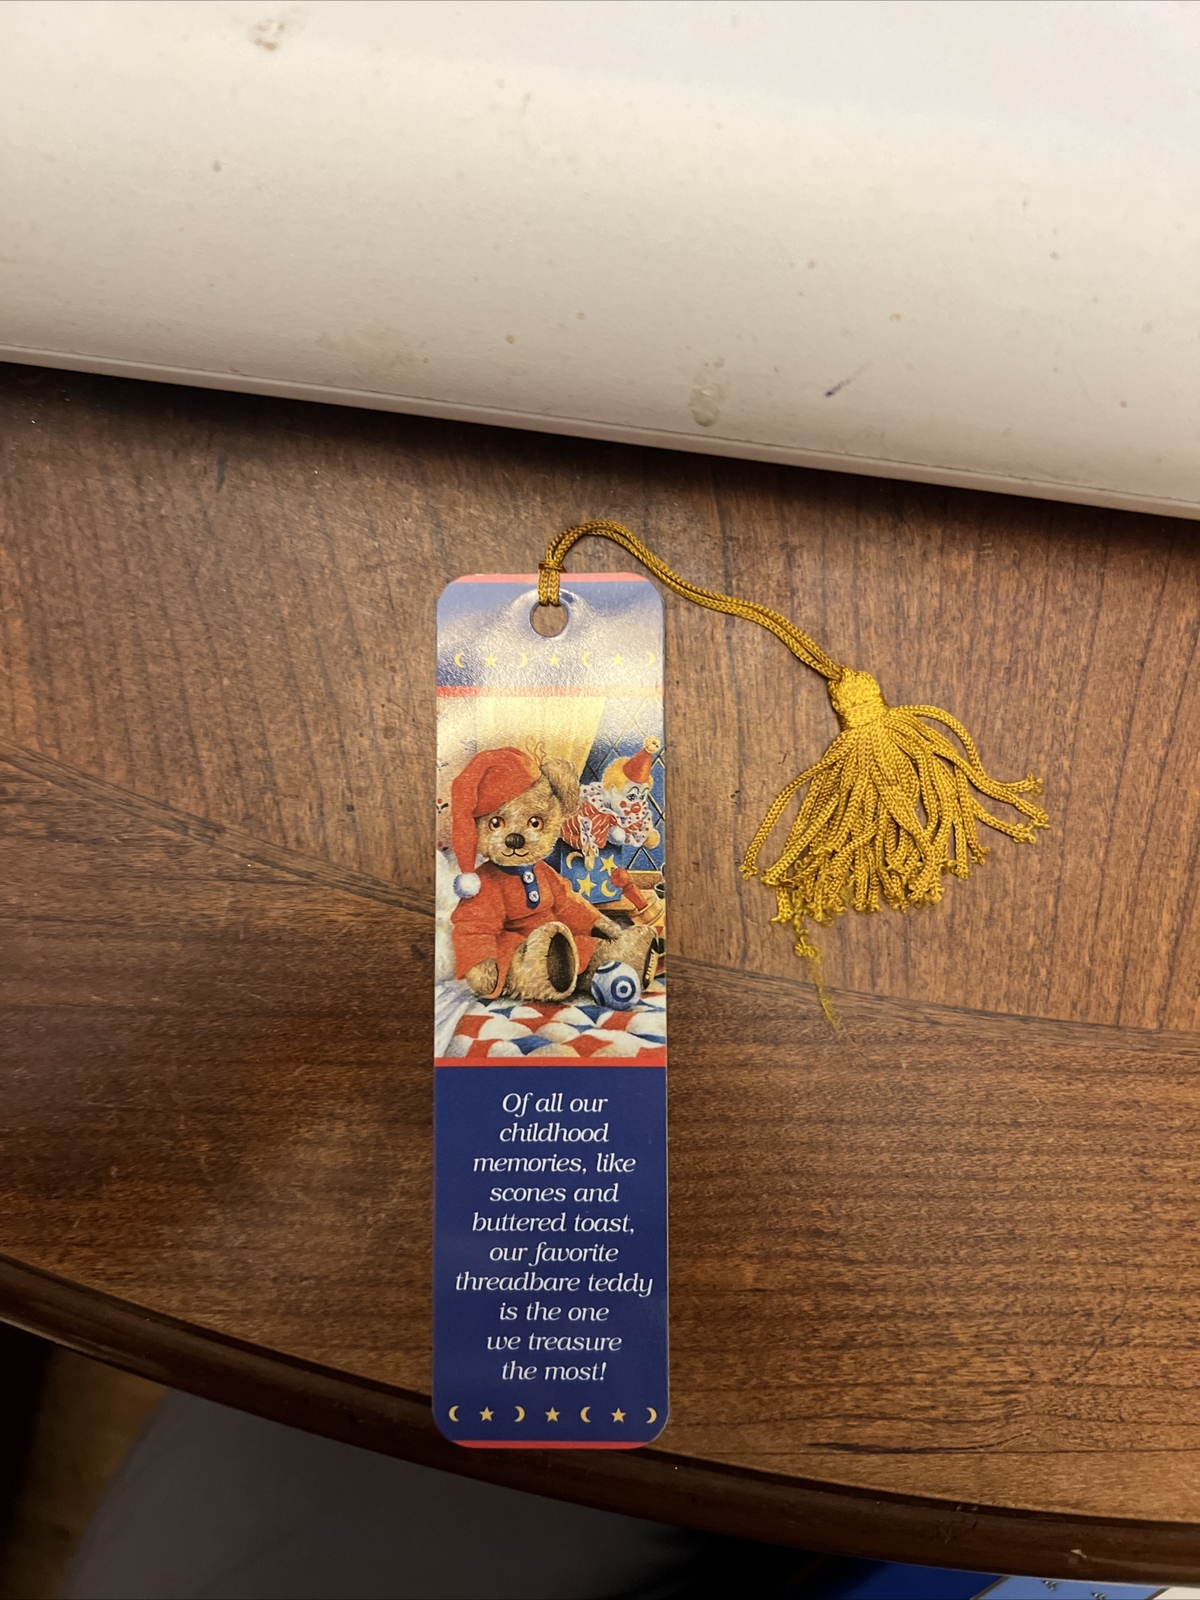 Of all our
childhood
memories, like
scones and
buttered toast,
our favorite
threadbare teddy
is the one
we treasure
the most!